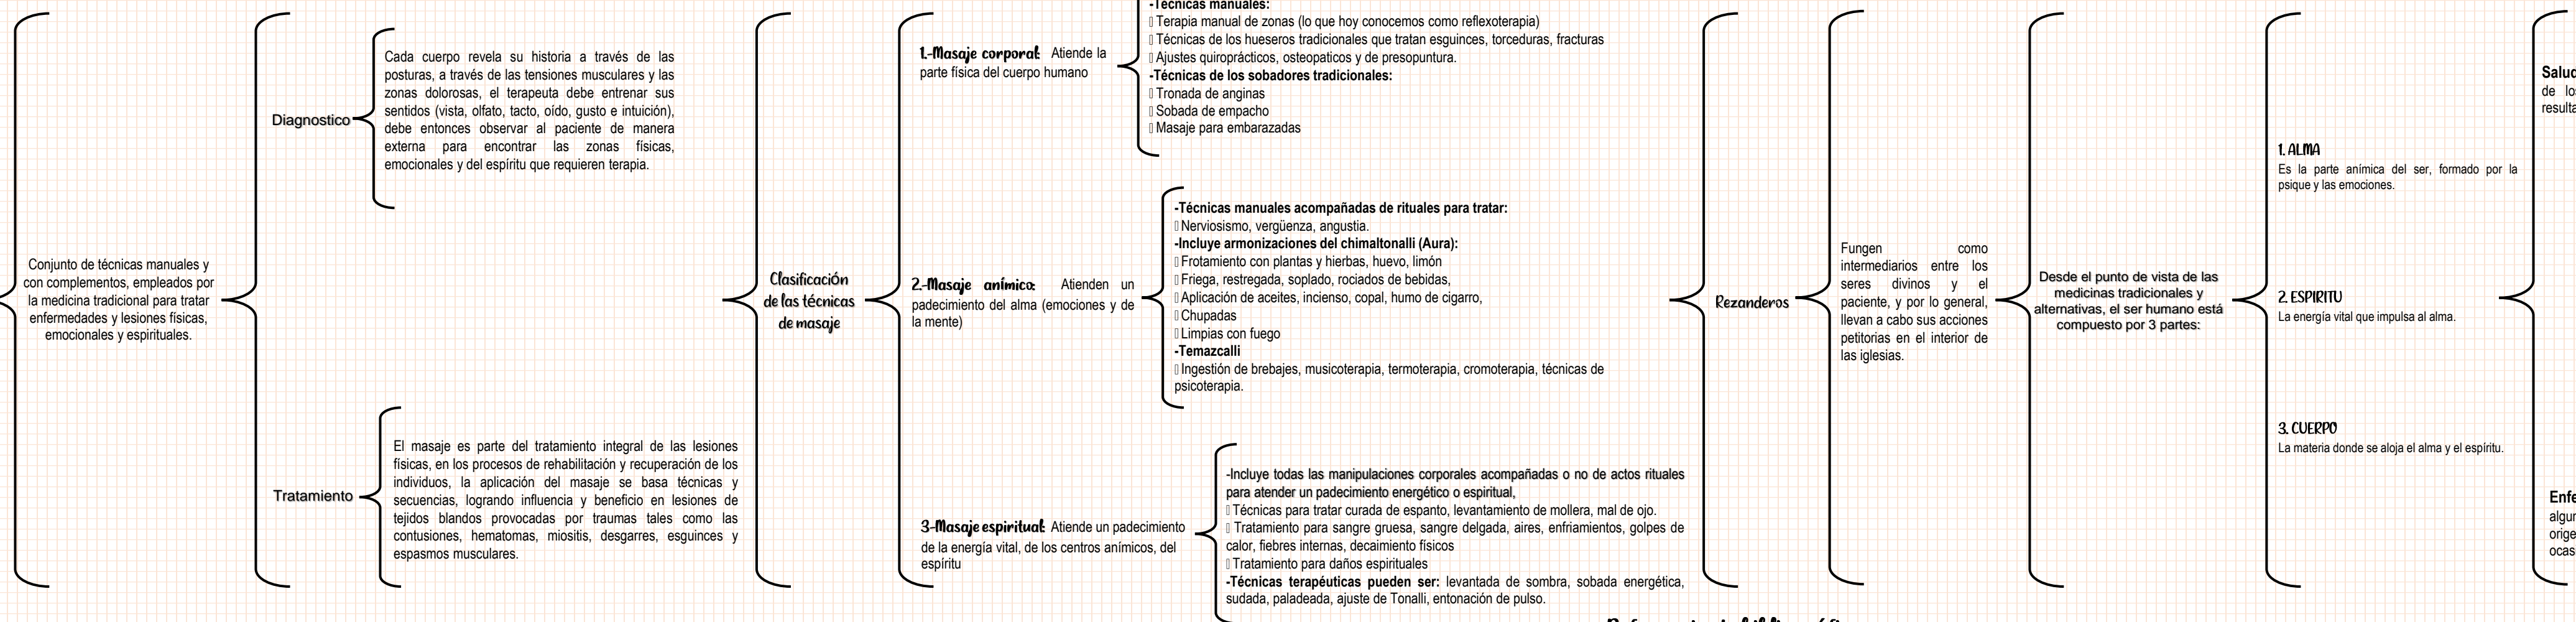 Conjunto de técnicas manuales y
con complementos, empleados por
la medicina tradicional para tratar
enfermedades y lesiones físicas,
emocionales y espirituales.
Diagnostico
Cada cuerpo revela su historia a través de las
posturas, a través de las tensiones musculares y las
zonas dolorosas, el terapeuta debe entrenar sus
sentidos (vista, olfato, tacto, oído, gusto e intuición),
debe entonces observar al paciente de manera
externa para encontrar las zonas físicas,
emocionales y del espíritu que requieren terapia.
Tratamiento
El masaje es parte del tratamiento integral de las lesiones
físicas, en los procesos de rehabilitación y recuperación de los
individuos, la aplicación del masaje se basa técnicas y
secuencias, logrando influencia y beneficio en lesiones de
tejidos blandos provocadas por traumas tales como las
contusiones, hematomas, miositis, desgarres, esguinces y
espasmos musculares.
Clasificación
de las técnicas
de masaje
1.-Masaje corporal: Atiende la
parte física del cuerpo humano
-Técnicas manuales:
Terapia manual de zonas (lo que hoy conocemos como reflexoterapia)
Técnicas de los hueseros tradicionales que tratan esguinces, torceduras, fracturas
Ajustes quiroprácticos, osteopaticos y de presopuntura.
-Técnicas de los sobadores tradicionales:
Tronada de anginas
Sobada de empacho
Masaje para embarazadas
2.-Masaje anímico: Atienden un
padecimiento del alma (emociones y de
la mente)
-Técnicas manuales acompañadas de rituales para tratar:
Nerviosismo, vergüenza, angustia.
-Incluye armonizaciones del chimaltonalli (Aura):
Frotamiento con plantas y hierbas, huevo, limón
Friega, restregada, soplado, rociados de bebidas,
Aplicación de aceites, incienso, copal, humo de cigarro,
Chupadas
Limpias con fuego
-Temazcalli
Ingestión de brebajes, musicoterapia, termoterapia, cromoterapia, técnicas de
psicoterapia.
3-Masaje espiritual: Atiende un padecimiento
de la energía vital, de los centros anímicos, del
espíritu
-Incluye todas las manipulaciones corporales acompañadas o no de actos rituales
para atender un padecimiento energético o espiritual,
Técnicas para tratar curada de espanto, levantamiento de mollera, mal de ojo.
Tratamiento para sangre gruesa, sangre delgada, aires, enfriamientos, golpes de
calor, fiebres internas, decaimiento físicos
Tratamiento para daños espirituales
-Técnicas terapéuticas pueden ser: levantada de sombra, sobada energética,
sudada, paladeada, ajuste de Tonalli, entonación de pulso.
Rezanderos
Fungen como
intermediarios entre los
seres divinos y el
paciente, y por lo general,
llevan a cabo sus acciones
petitorias en el interior de
las iglesias.
Desde el punto de vista de las
medicinas tradicionales y
alternativas, el ser humano está
compuesto por 3 partes:
1. ALMA
Es la parte anímica del ser, formado por la
psique y las emociones.
2. ESPIRITU
La energía vital que impulsa al alma.
3. CUERPO
La materia donde se aloja el alma y el espíritu.
Salud
de los
resulta
Enfe
algun
orige
ocas